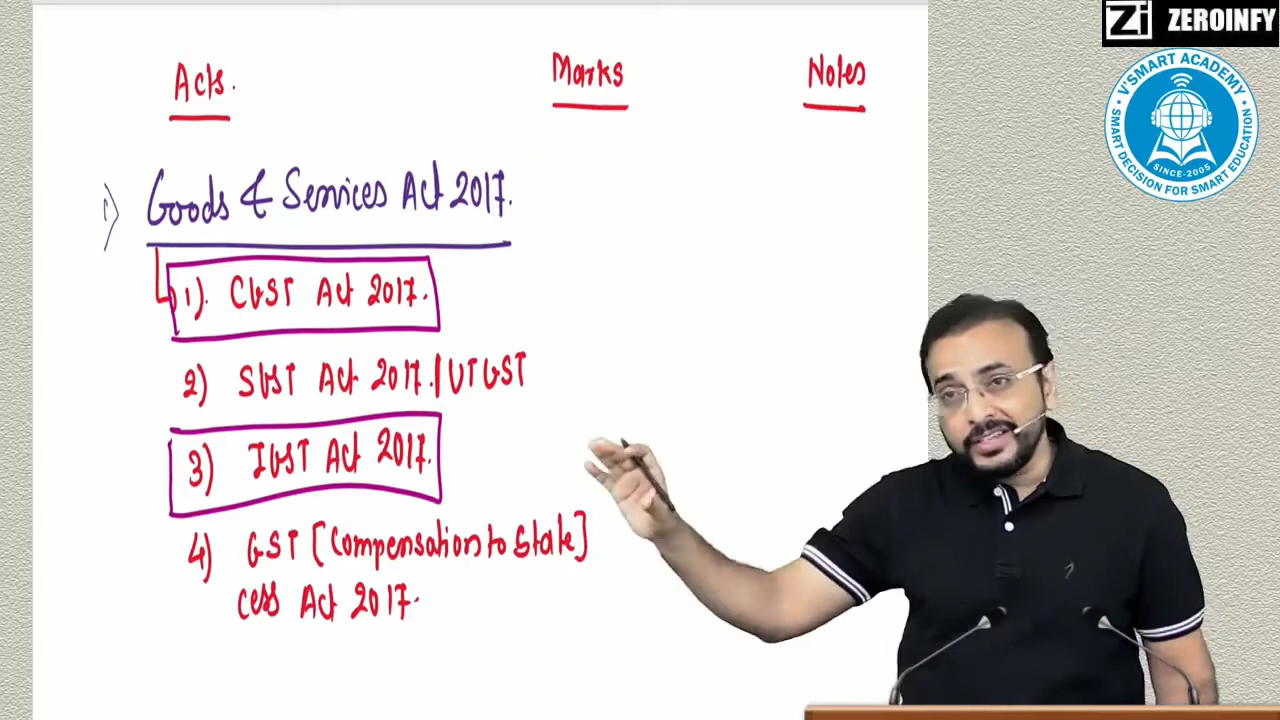 Zi ZEROINFY
V'SMART ACADEMY
SINCE-2005
SMART DECISION FOR SMART EDUCATION
Acts. Marks Notes
1) Goods & Services Act 2017.
1). CGST Act 2017.
2) SGST Act 2017. | UTGST
3) IGST Act 2017.
4) GST [Compensation to State]
Cess Act 2017.